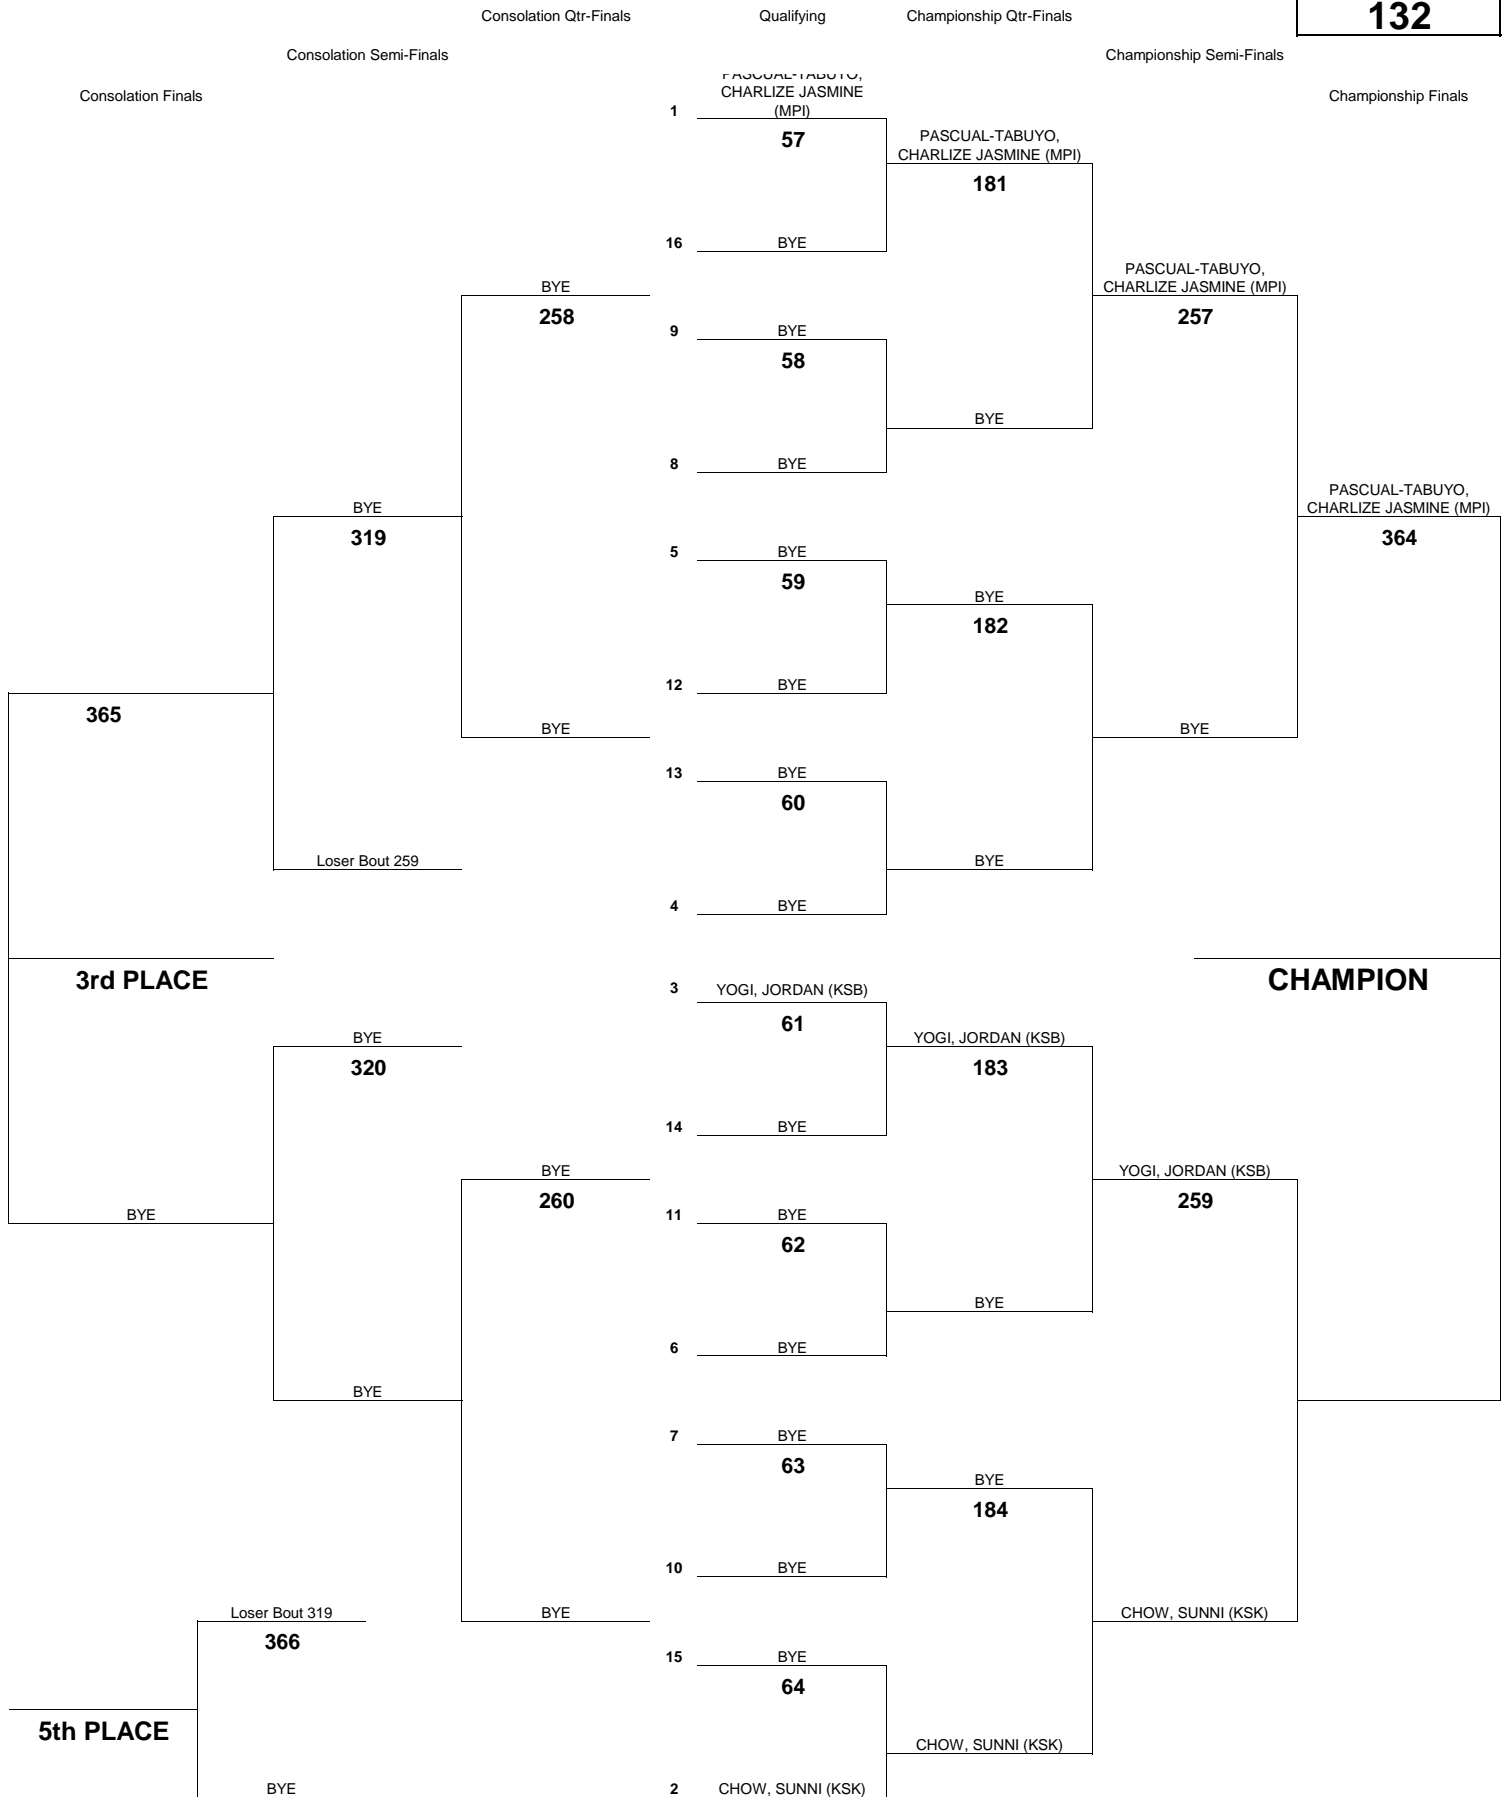 Consolation Qtr-Finals
Qualifying
Championship Qtr-Finals
132
Consolation Semi-Finals
Championship Semi-Finals
Consolation Finals
Championship Finals
PASCUAL-TABUYO,
CHARLIZE JASMINE
(MPI)
1
57
PASCUAL-TABUYO,
CHARLIZE JASMINE (MPI)
181
16
BYE
PASCUAL-TABUYO,
CHARLIZE JASMINE (MPI)
257
BYE
258
9
BYE
58
BYE
8
BYE
PASCUAL-TABUYO,
CHARLIZE JASMINE (MPI)
364
BYE
319
5
BYE
59
BYE
182
12
BYE
365
BYE
BYE
13
BYE
60
Loser Bout 259
BYE
4
BYE
3rd PLACE
CHAMPION
3
YOGI, JORDAN (KSB)
61
BYE
320
YOGI, JORDAN (KSB)
183
14
BYE
BYE
260
YOGI, JORDAN (KSB)
259
BYE
11
BYE
62
BYE
6
BYE
BYE
7
BYE
63
BYE
184
10
BYE
Loser Bout 319
366
BYE
CHOW, SUNNI (KSK)
15
BYE
64
5th PLACE
CHOW, SUNNI (KSK)
BYE
2
CHOW, SUNNI (KSK)